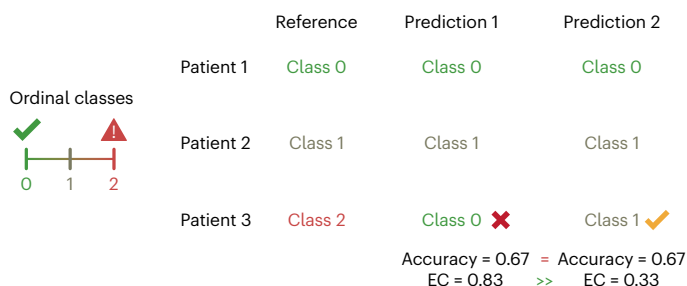 Reference Prediction 1 Prediction 2
Patient 1 Class 0 Class 0 Class 0
Ordinal classes
Patient 2 Class 1 Class 1 Class 1
0 1 2
Patient 3 Class 2 Class 0 Class 1
Accuracy = 0.67 = Accuracy = 0.67
EC = 0.83 >> EC = 0.33